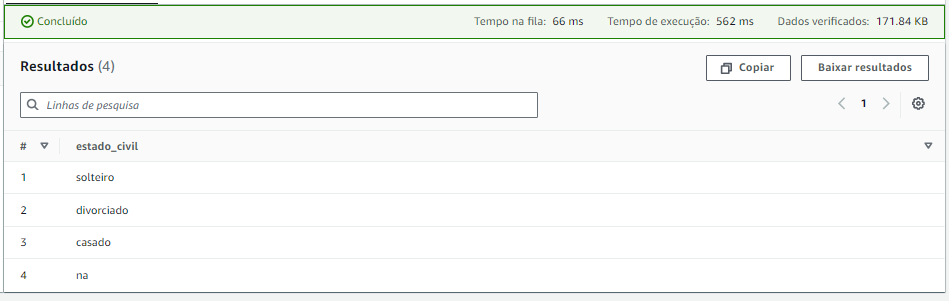 Concluído Tempo na fila: 66 ms Tempo de execução: 562 ms Dados verificados: 171.84 KB
Resultados (4) Copiar Baixar resultados
Linhas de pesquisa 1
# estado_civil
1 solteiro
2 divorciado
3 casado
4 na